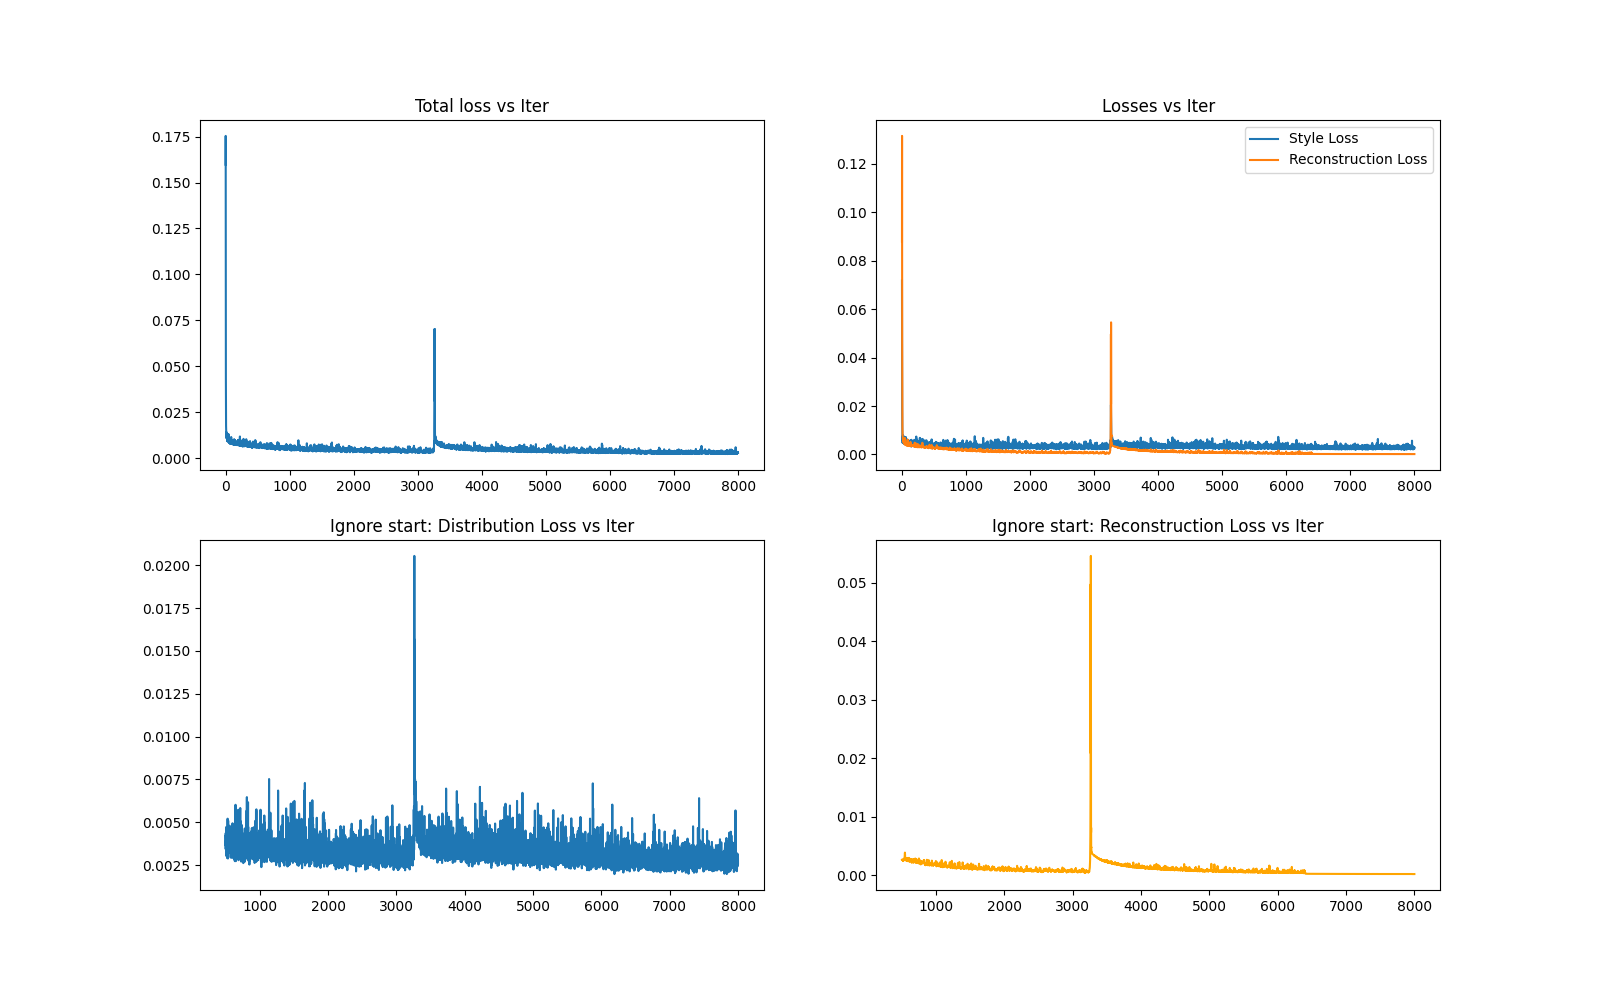 Total loss vs Iter
0.175
0.150
0.125
0.100
0.075
0.050
0.025
0.000
0 1000 2000 3000 4000 5000 6000 7000 8000
Losses vs Iter
Style Loss
Reconstruction Loss
0.12
0.10
0.08
0.06
0.04
0.02
0.00
0 1000 2000 3000 4000 5000 6000 7000 8000
Ignore start: Distribution Loss vs Iter
0.0200
0.0175
0.0150
0.0125
0.0100
0.0075
0.0050
0.0025
1000 2000 3000 4000 5000 6000 7000 8000
Ignore start: Reconstruction Loss vs Iter
0.05
0.04
0.03
0.02
0.01
0.00
1000 2000 3000 4000 5000 6000 7000 8000